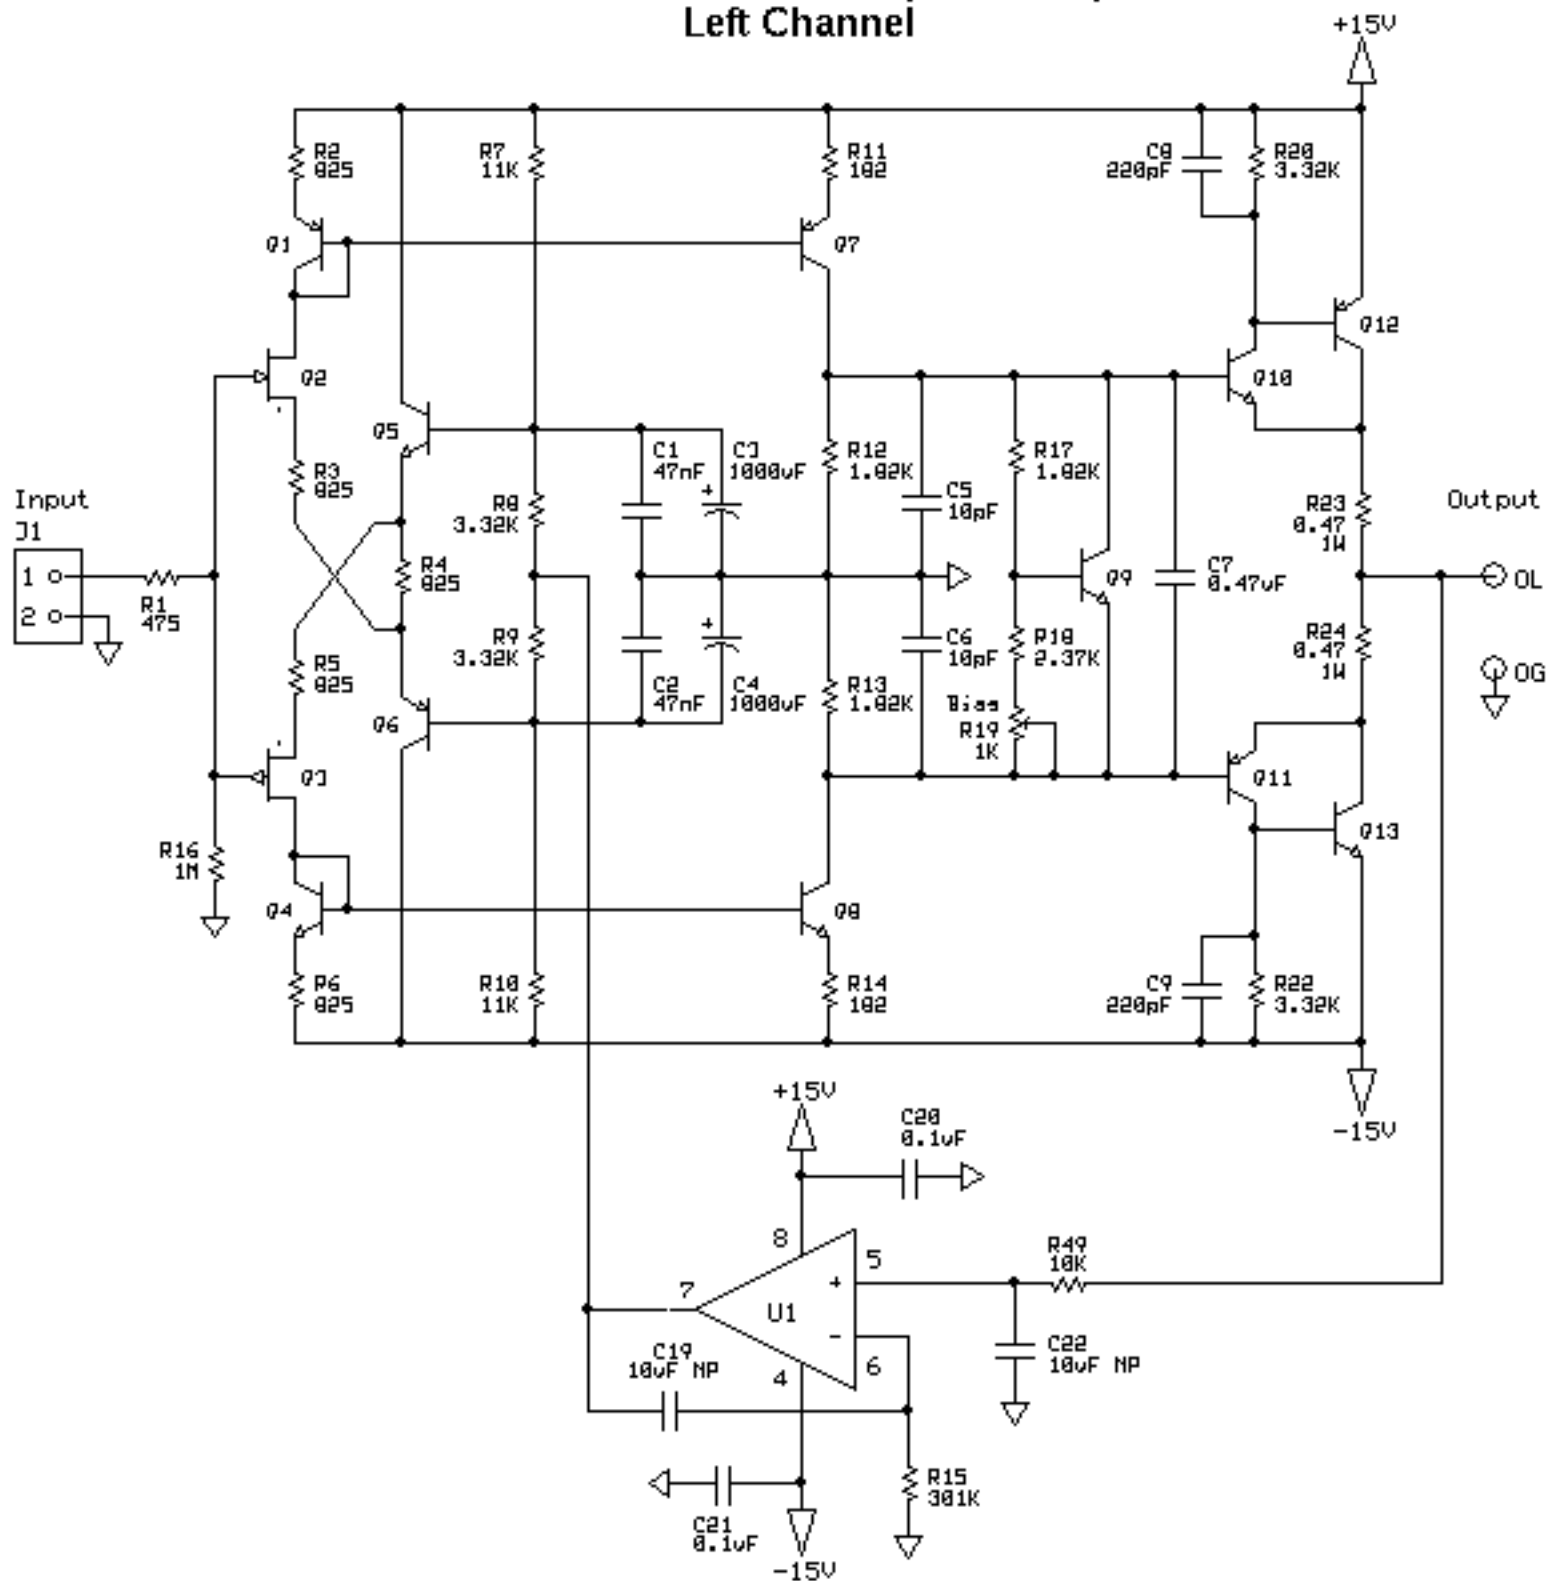 Left Channel
+15V
R2
825
R7
11K
R11
182
C8
220pF
R20
3.32K
Q1
Q7
Q12
Q2
Q10
Q5
C1
47nF
C3
1000uF
R12
1.82K
R17
1.82K
R3
825
C5
10pF
R8
3.32K
R23
0.47
1W
Input
J1
Output
1
2
R1
475
R4
825
Q9
C7
0.47uF
OL
R5
825
R9
3.32K
C6
10pF
R18
2.37K
R24
0.47
1W
OG
Q6
C2
47nF
C4
1000uF
R13
1.82K
Bias
R19
1K
Q3
Q11
Q13
R16
1M
Q4
Q8
R6
825
R10
11K
R14
182
C9
220pF
R22
3.32K
-15V
+15V
C20
0.1uF
8
5
R49
10K
7
+
U1
-
C19
10uF NP
4
6
C22
10uF NP
R15
301K
C21
0.1uF
-15V